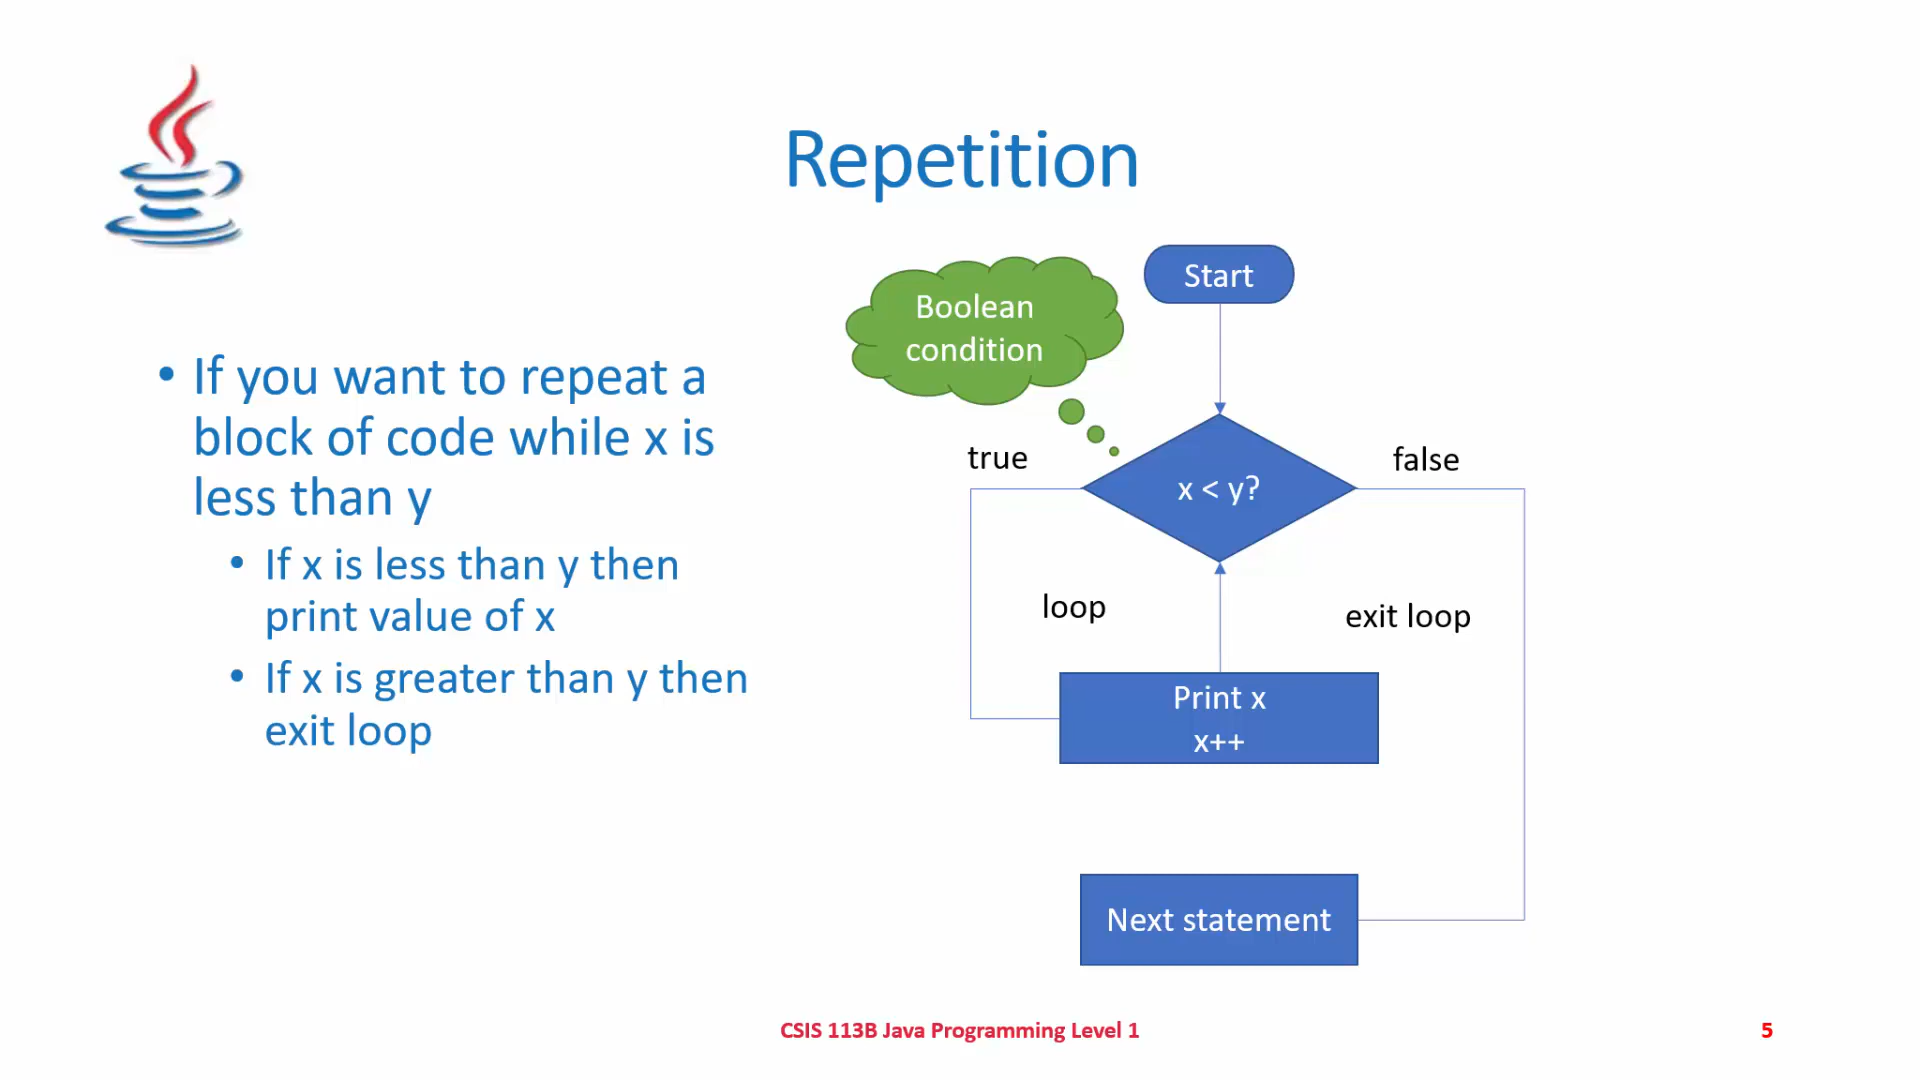 Repetition
• If you want to repeat a
block of code while x is
less than y
• If x is less than y then
print value of x
• If x is greater than y then
exit loop
Start
Boolean
condition
true
x < y?
false
loop
exit loop
Print x
x++
Next statement
CSIS 113B Java Programming Level 1
5